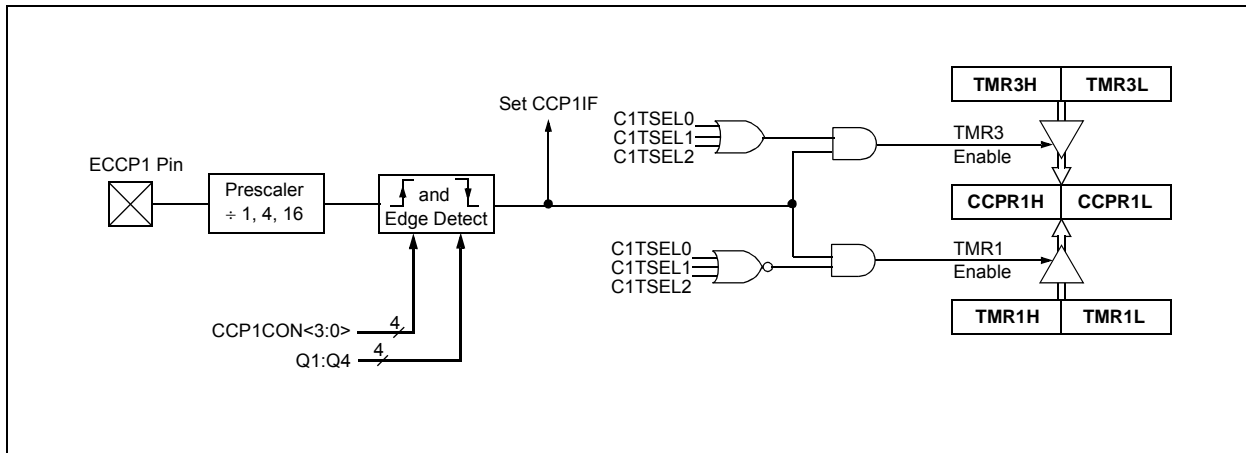 TMR3H TMR3L
Set CCP1IF
C1TSEL0
C1TSEL1
C1TSEL2
TMR3
Enable
ECCP1 Pin
Prescaler
÷ 1, 4, 16
and
Edge Detect
CCPR1H CCPR1L
C1TSEL0
C1TSEL1
C1TSEL2
TMR1
Enable
TMR1H TMR1L
CCP1CON<3:0>
4
Q1:Q4
4